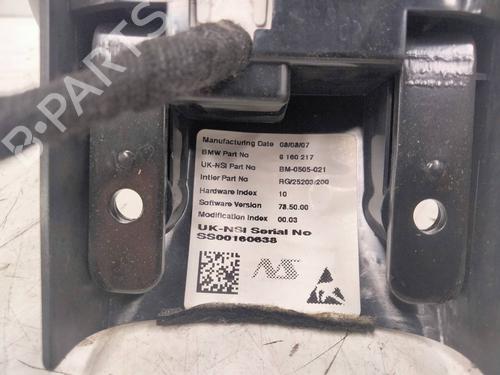 Manufacturing Date 08/08/07
BMW Part No 6 160 217
UK-NSI Part No BM-0505-021
Intier Part No RG/25203/200
Hardware Index 10
Software Version 78.50.00
Modification Index 00.03
UK-NSI Serial No
SS00160638
NS